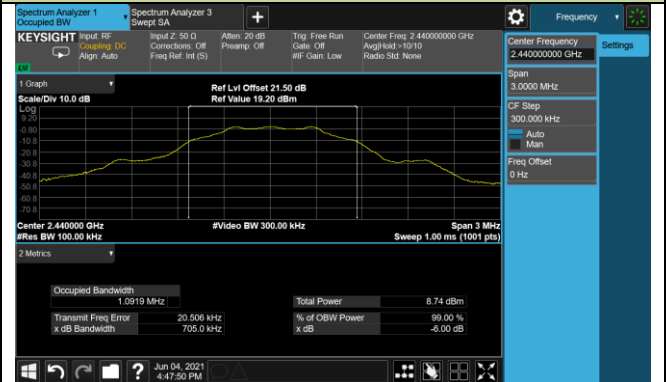 Spectrum Analyzer 1
Occupied BW
Spectrum Analyzer 3
Swept SA
+
Frequency
KEYSIGHT
Input: RF
Coupling: DC
Align: Auto
Input Z: 50 Ω
Corrections: Off
Freq Ref: Int (S)
Atten: 20 dB
Preamp: Off
Trig: Free Run
Gate: Off
#IF Gain: Low
Center Freq: 2.440000000 GHz
Avg|Hold:>10/10
Radio Std: None
Center Frequency
2.440000000 GHz
Settings
Span
3.0000 MHz
CF Step
300.000 kHz
Auto
Man
Freq Offset
0 Hz
1 Graph
Scale/Div 10.0 dB
Ref Lvl Offset 21.50 dB
Ref Value 19.20 dBm
Log
9.20
-0.80
-10.8
-20.8
-30.8
-40.8
-50.8
-60.8
-70.8
Center 2.440000 GHz
#Res BW 100.00 kHz
#Video BW 300.00 kHz
Span 3 MHz
Sweep 1.00 ms (1001 pts)
2 Metrics
Occupied Bandwidth
1.0919 MHz
Total Power
8.74 dBm
Transmit Freq Error
20.506 kHz
% of OBW Power
99.00 %
x dB Bandwidth
705.0 kHz
x dB
-6.00 dB
?
Jun 04, 2021
4:47:50 PM